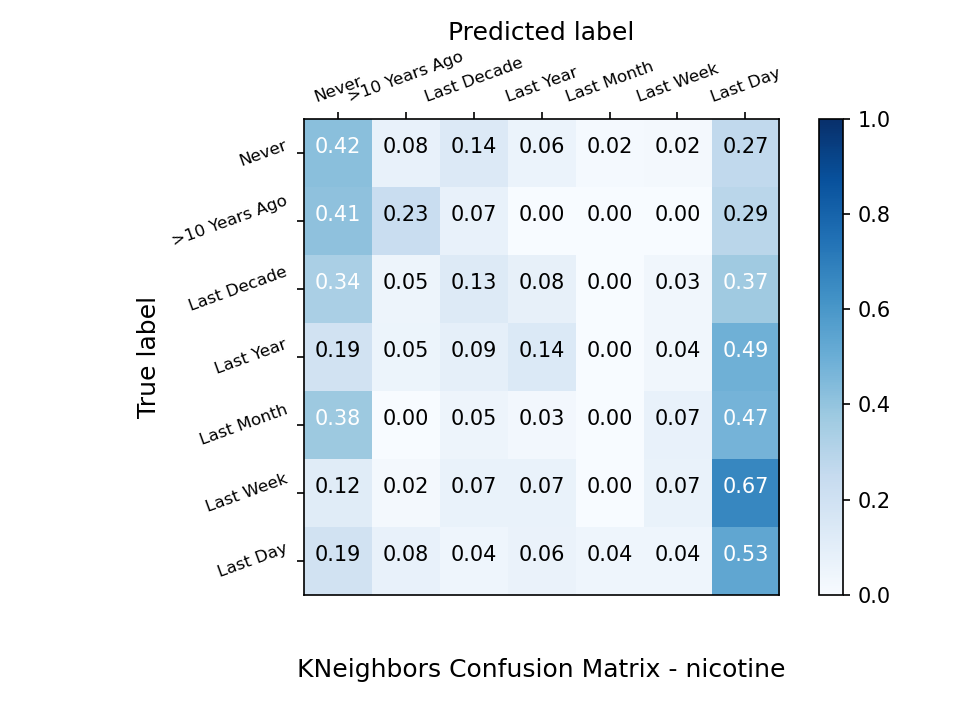 Predicted label
Never >10 Years Ago Last Decade Last Year Last Month Last Week Last Day
True label
Never 0.42 0.08 0.14 0.06 0.02 0.02 0.27
>10 Years Ago 0.41 0.23 0.07 0.00 0.00 0.00 0.29
Last Decade 0.34 0.05 0.13 0.08 0.00 0.03 0.37
Last Year 0.19 0.05 0.09 0.14 0.00 0.04 0.49
Last Month 0.38 0.00 0.05 0.03 0.00 0.07 0.47
Last Week 0.12 0.02 0.07 0.07 0.00 0.07 0.67
Last Day 0.19 0.08 0.04 0.06 0.04 0.04 0.53
1.0
0.8
0.6
0.4
0.2
0.0
KNeighbors Confusion Matrix - nicotine